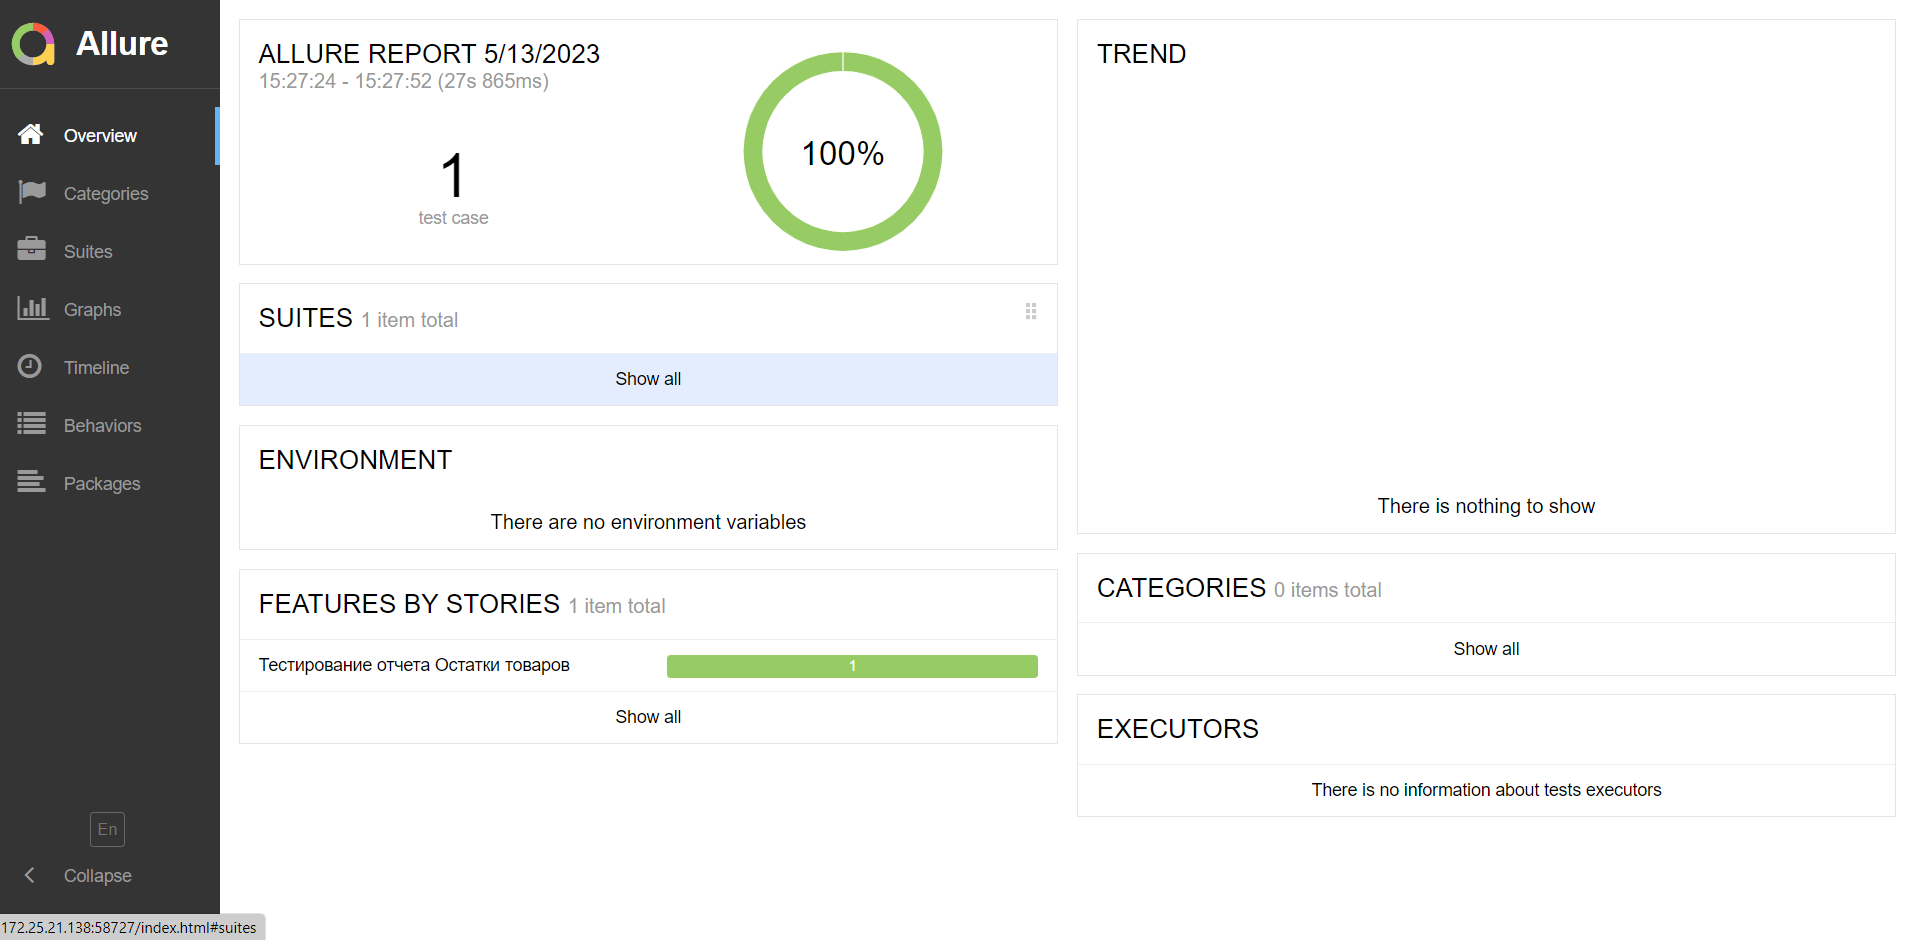 Allure
Overview
Categories
Suites
Graphs
Timeline
Behaviors
Packages
En
Collapse
172.25.21.138:58727/index.html#suites
ALLURE REPORT 5/13/2023
15:27:24 - 15:27:52 (27s 865ms)
1
test case
100%
SUITES 1 item total
Show all
ENVIRONMENT
There are no environment variables
FEATURES BY STORIES 1 item total
Тестирование отчета Остатки товаров 1
Show all
TREND
There is nothing to show
CATEGORIES 0 items total
Show all
EXECUTORS
There is no information about tests executors